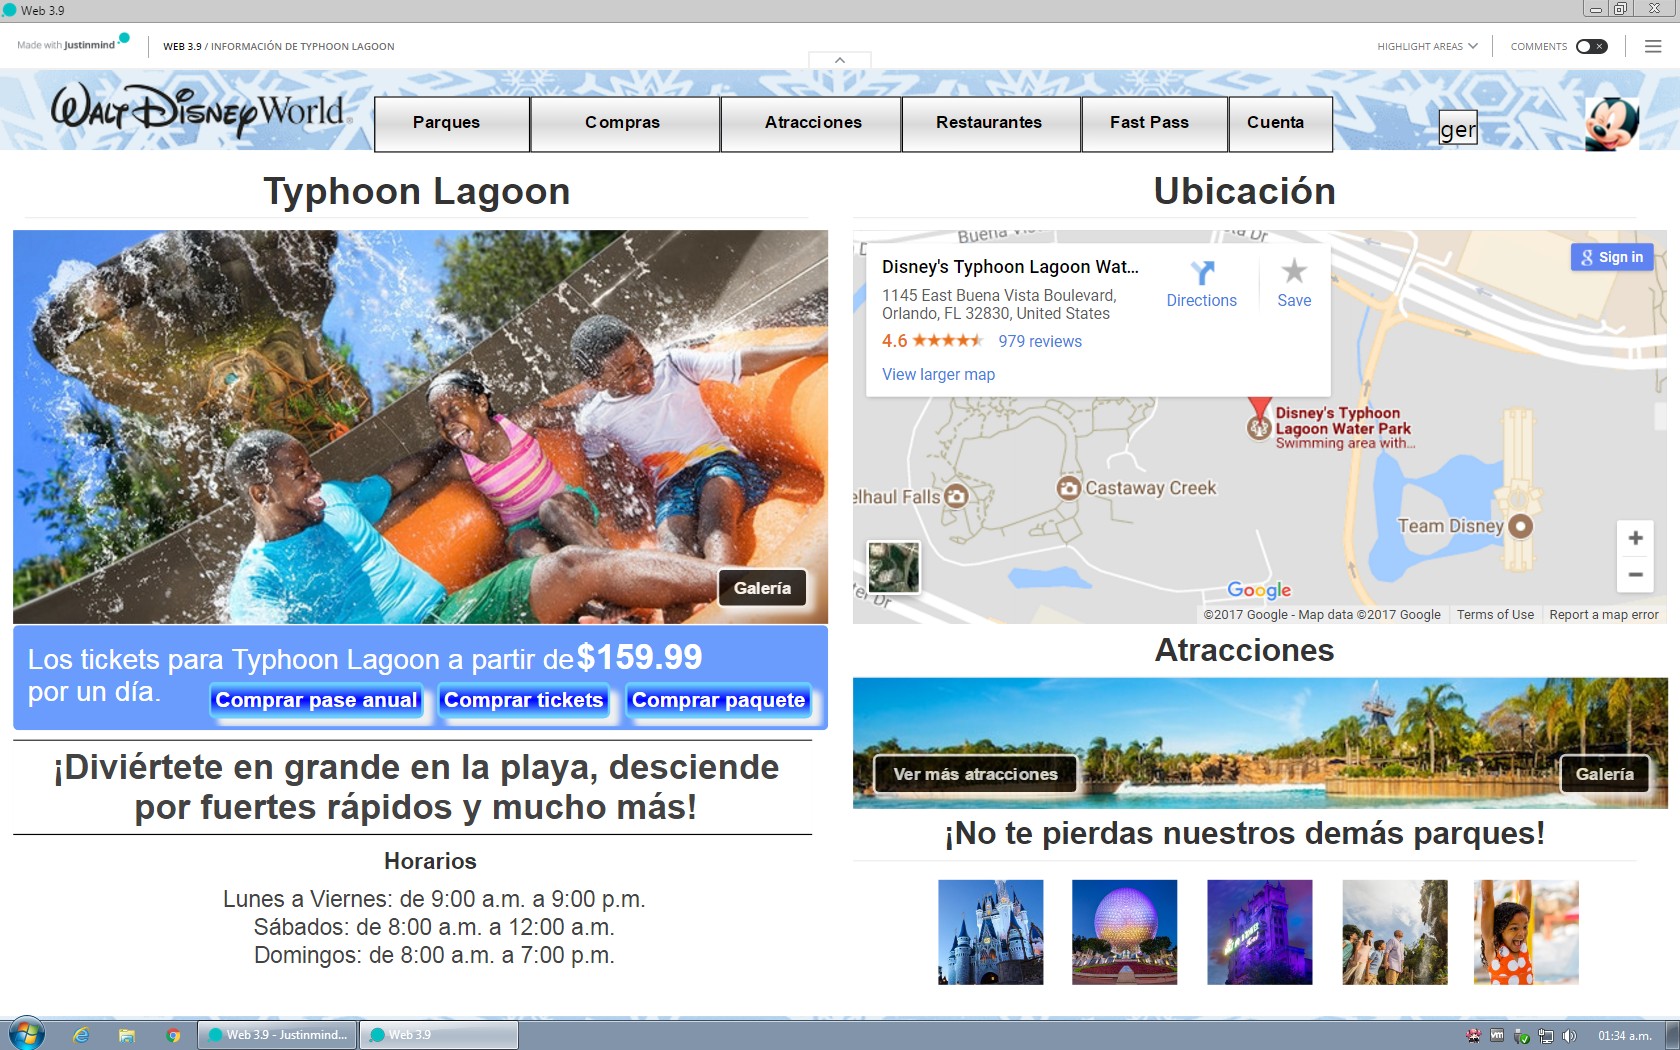 Web 3.9
Made with Justinmind
WEB 3.9 / INFORMACIÓN DE TYPHOON LAGOON
HIGHLIGHT AREAS
COMMENTS
WALT DISNEY World
Parques
Compras
Atracciones
Restaurantes
Fast Pass
Cuenta
ger
Typhoon Lagoon
Galería
Los tickets para Typhoon Lagoon a partir de $159.99
por un día.
Comprar pase anual
Comprar tickets
Comprar paquete
¡Diviértete en grande en la playa, desciende
por fuertes rápidos y mucho más!
Horarios
Lunes a Viernes: de 9:00 a.m. a 9:00 p.m.
Sábados: de 8:00 a.m. a 12:00 a.m.
Domingos: de 8:00 a.m. a 7:00 p.m.
Ubicación
Buena
Dr
Disney's Typhoon Lagoon Wat...
1145 East Buena Vista Boulevard,
Orlando, FL 32830, United States
4.6
979 reviews
View larger map
Directions
Save
Sign in
Disney's Typhoon
Lagoon Water Park
Swimming area with...
elhaul Falls
Castaway Creek
Team Disney
Dr
Google
©2017 Google - Map data ©2017 Google
Terms of Use
Report a map error
Atracciones
Ver más atracciones
Galería
¡No te pierdas nuestros demás parques!
Web 3.9 - Justinmind...
Web 3.9
01:34 a.m.